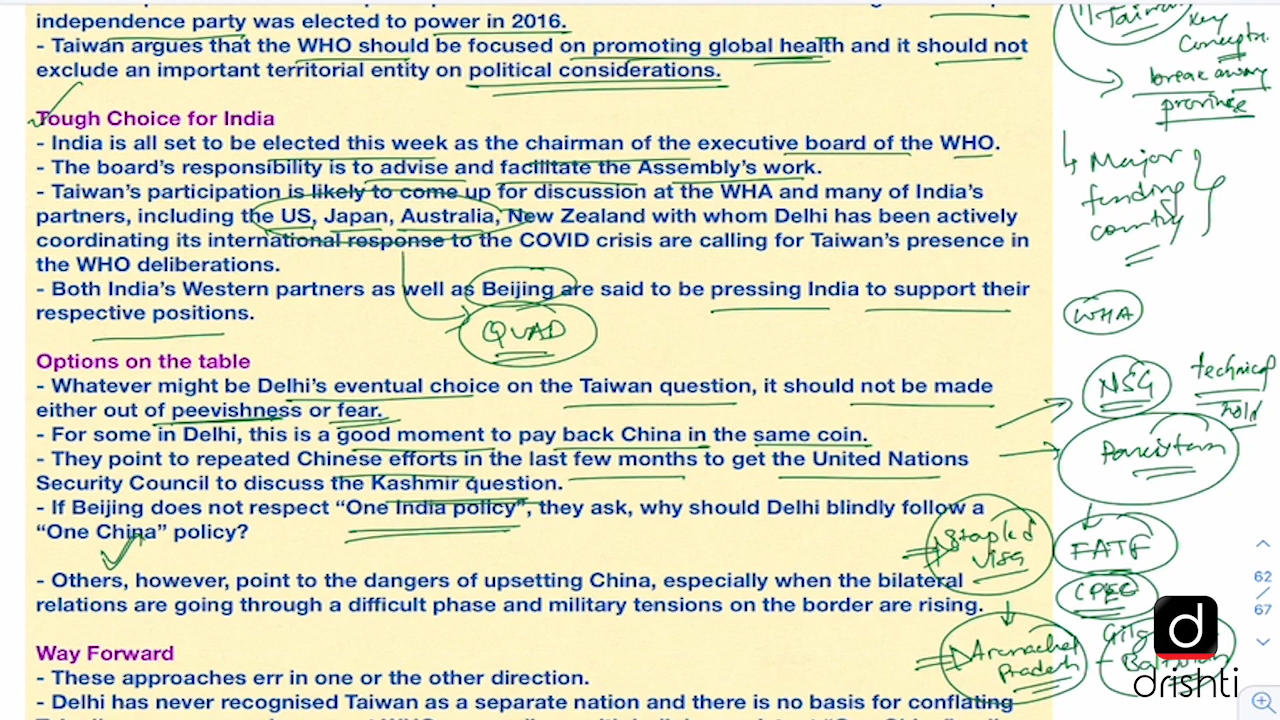 independence party was elected to power in 2016.
- Taiwan argues that the WHO should be focused on promoting global health and it should not
exclude an important territorial entity on political considerations.
Tough Choice for India
- India is all set to be elected this week as the chairman of the executive board of the WHO.
- The board's responsibility is to advise and facilitate the Assembly's work.
- Taiwan's participation is likely to come up for discussion at the WHA and many of India's
partners, including the US, Japan, Australia, New Zealand with whom Delhi has been actively
coordinating its international response to the COVID crisis are calling for Taiwan's presence in
the WHO deliberations.
- Both India's Western partners as well as Beijing are said to be pressing India to support their
respective positions.
QUAD
Options on the table
- Whatever might be Delhi's eventual choice on the Taiwan question, it should not be made
either out of peevishness or fear.
- For some in Delhi, this is a good moment to pay back China in the same coin.
- They point to repeated Chinese efforts in the last few months to get the United Nations
Security Council to discuss the Kashmir question.
- If Beijing does not respect "One India policy", they ask, why should Delhi blindly follow a
"One China" policy?
- Others, however, point to the dangers of upsetting China, especially when the bilateral
relations are going through a difficult phase and military tensions on the border are rising.
Way Forward
- These approaches err in one or the other direction.
- Delhi has never recognised Taiwan as a separate nation and there is no basis for conflating
Taiwan
key
Concepts.
break away
province
Major
funding
country
WHA
NSG
technical
hold
Pakistan
Stapled
Visa
FATF
CPEC
Arunachal
Pradesh
Baltistan
62
/
67
d
drishti